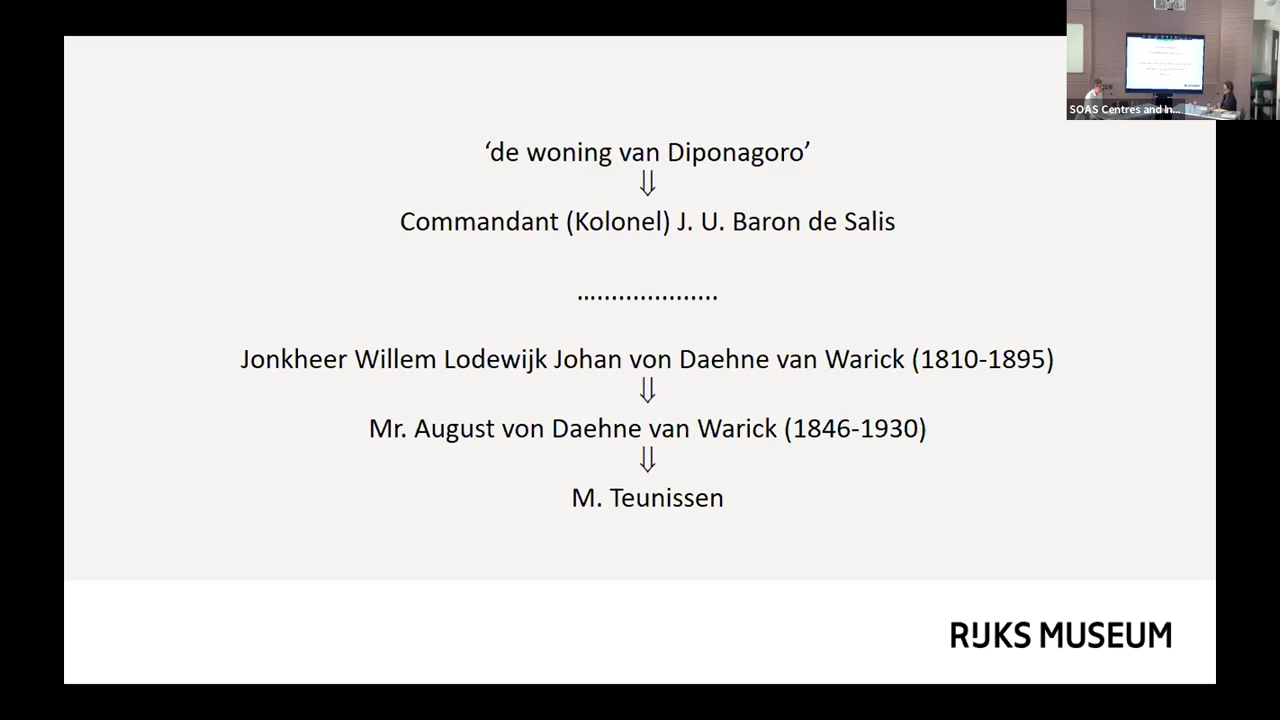 ‘de woning van Diponagoro’
⇓
Commandant (Kolonel) J. U. Baron de Salis
....................
Jonkheer Willem Lodewijk Johan von Daehne van Warick (1810-1895)
⇓
Mr. August von Daehne van Warick (1846-1930)
⇓
M. Teunissen
RIJKS MUSEUM
SOAS Centres and In...